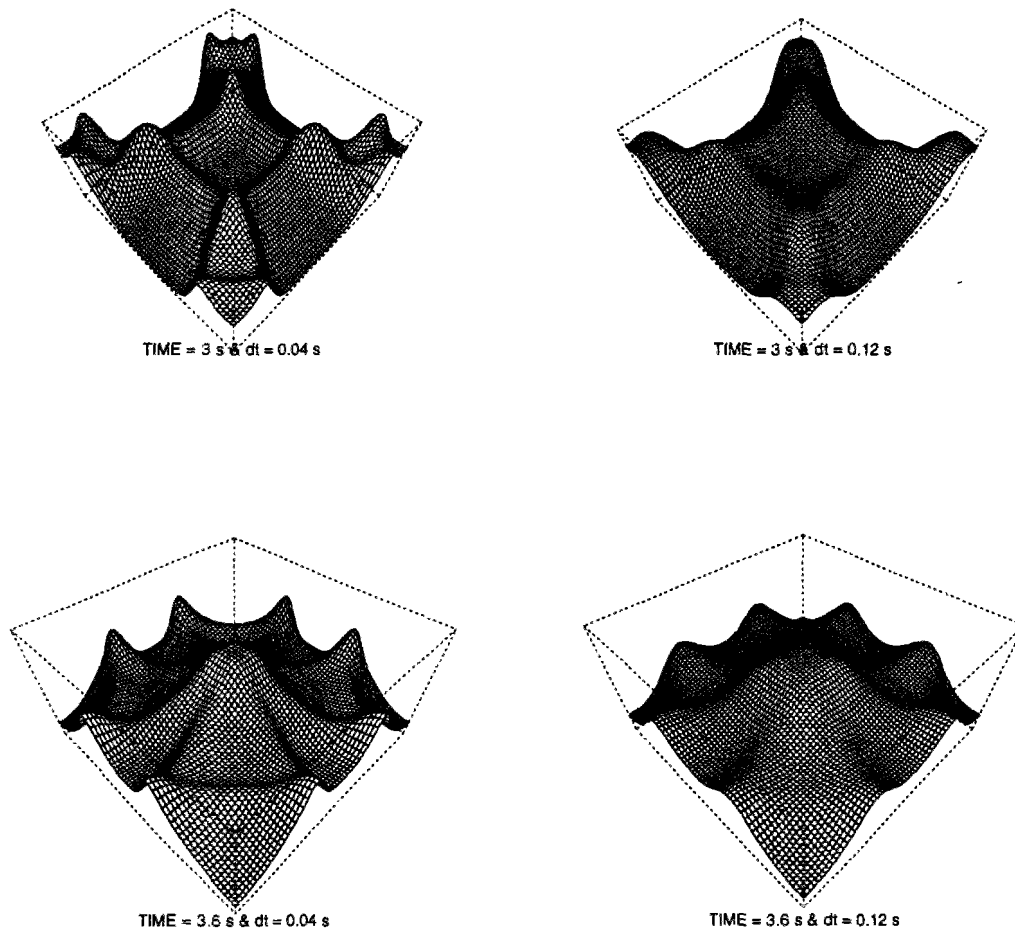 TIME = 3 s & dt = 0.04 s
TIME = 3 s & dt = 0.12 s
TIME = 3.6 s & dt = 0.04 s
TIME = 3.6 s & dt = 0.12 s